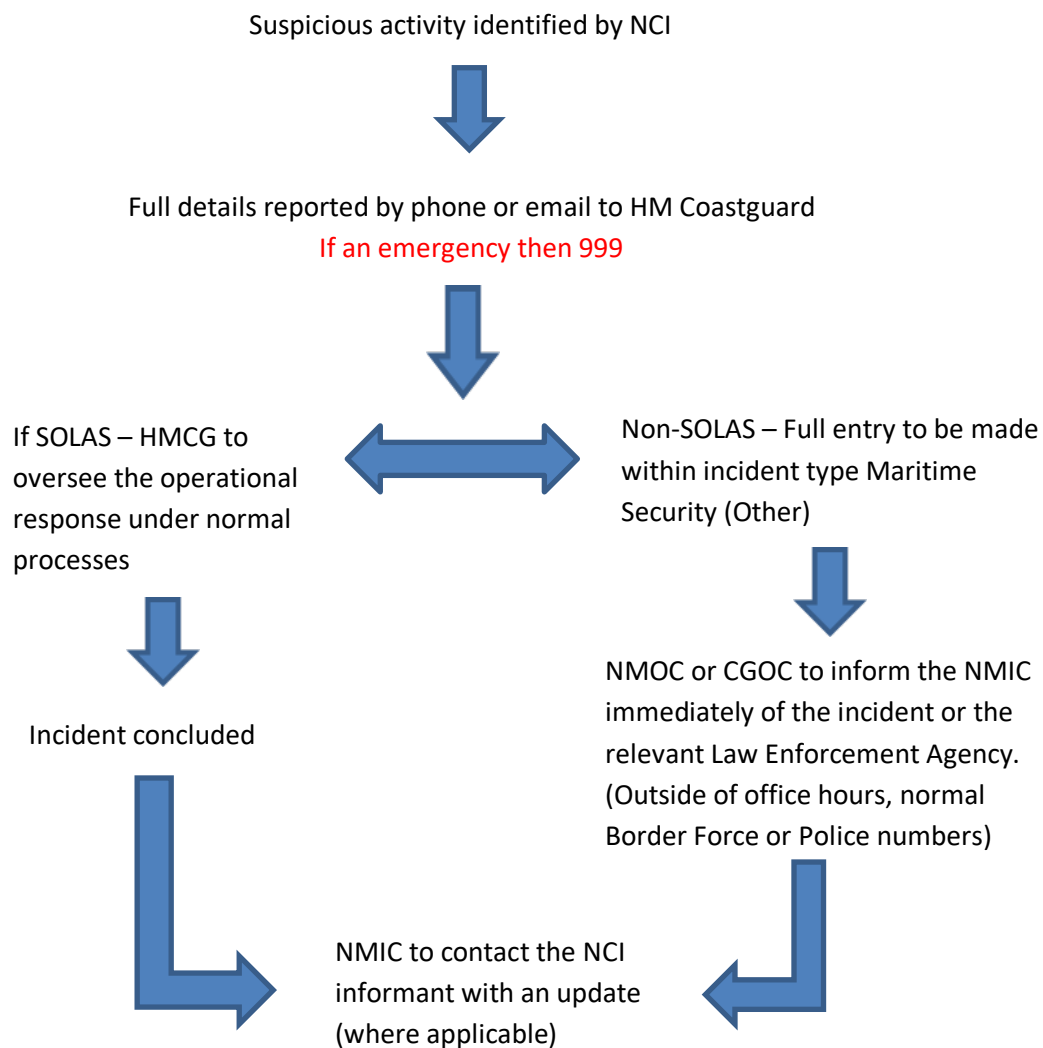 Suspicious activity identified by NCI
Full details reported by phone or email to HM Coastguard
If an emergency then 999
If SOLAS – HMCG to
oversee the operational
response under normal
processes
Non-SOLAS – Full entry to be made
within incident type Maritime
Security (Other)
Incident concluded
NMOC or CGOC to inform the NMIC
immediately of the incident or the
relevant Law Enforcement Agency.
(Outside of office hours, normal
Border Force or Police numbers)
NMIC to contact the NCI
informant with an update
(where applicable)